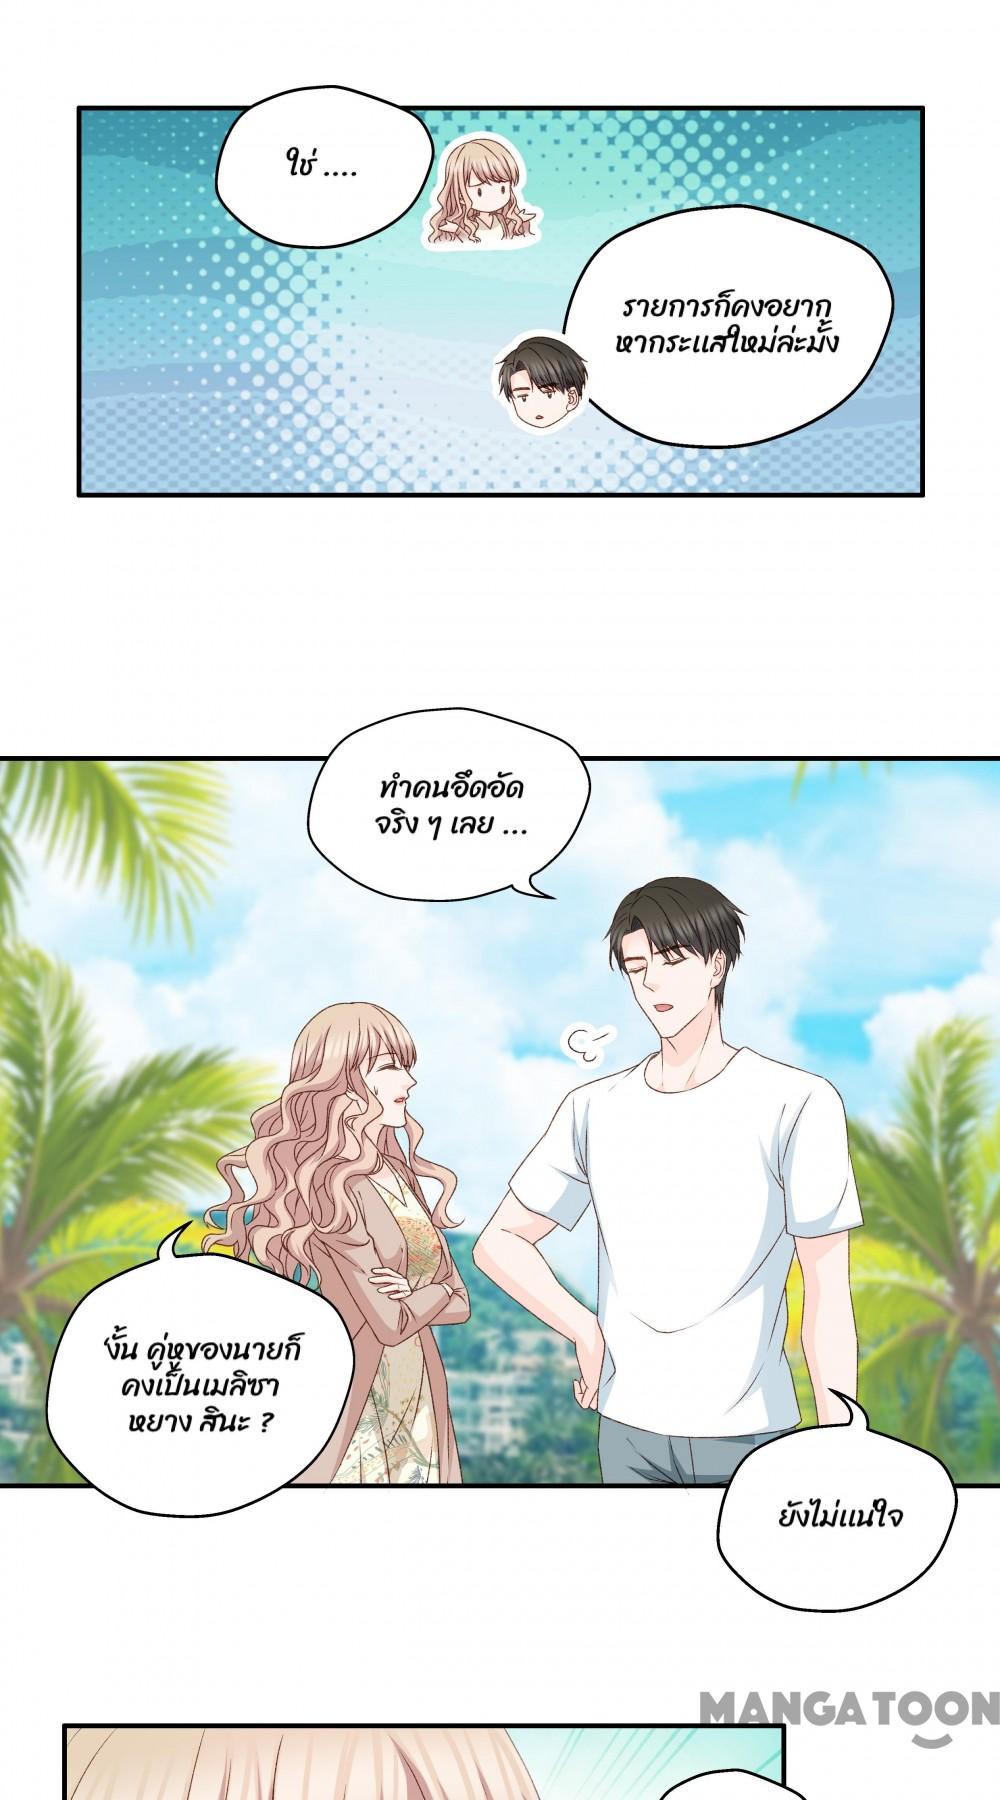 ใช่ ....
รายการก็คงอยาก
หากระแสใหม่ล่ะมั้ง
ทำคนอึดอัด
จริง ๆ เลย ...
งั้น คู่หูของนายก็
คงเป็นเมลิซา
หยาง สินะ ?
ยังไม่แน่ใจ
MANGATOON